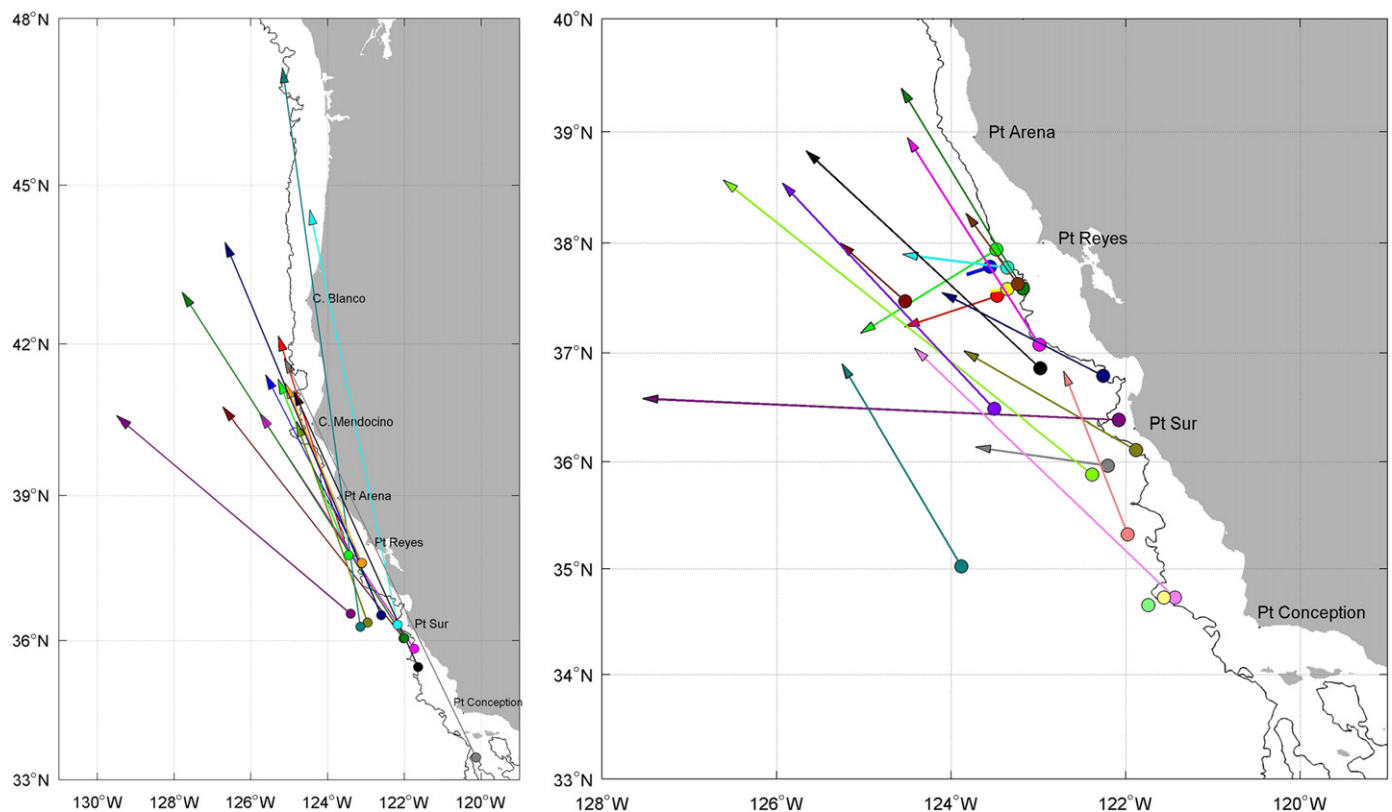 48°N
45°N
42°N
39°N
36°N
33°N
C. Blanco
C. Mendocino
Pt Arena
Pt Reyes
Pt Sur
Pt Conception
130°W 128°W 126°W 124°W 122°W 120°W
40°N
39°N
38°N
37°N
36°N
35°N
34°N
33°N
Pt Arena
Pt Reyes
Pt Sur
Pt Conception
128°W 126°W 124°W 122°W 120°W